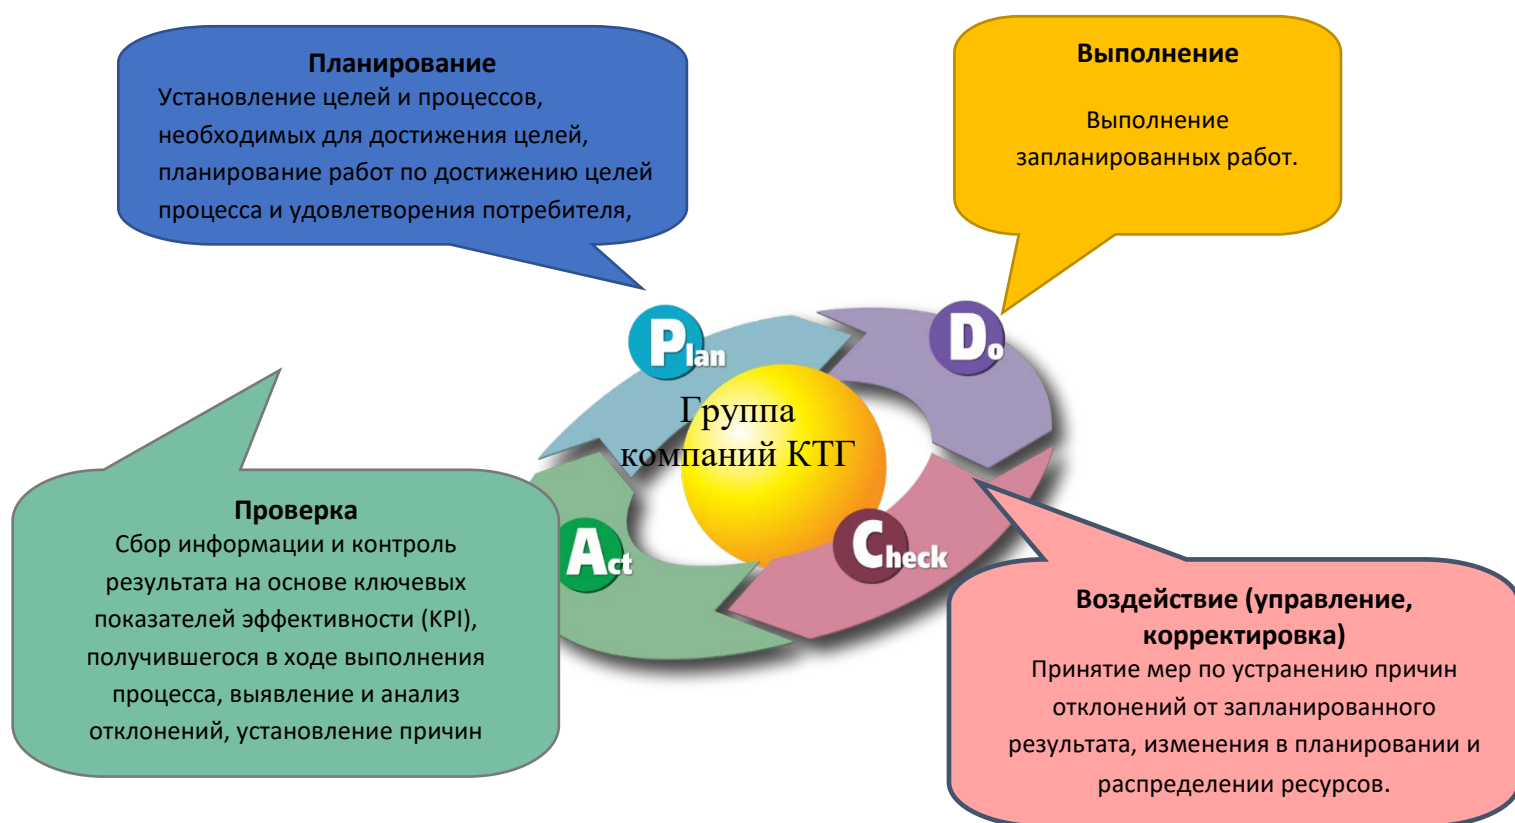 Планирование
Установление целей и процессов,
необходимых для достижения целей,
планирование работ по достижению целей
процесса и удовлетворения потребителя,
Выполнение
Выполнение
запланированных работ.
Plan
Do
Группа
компаний КТГ
Act
Check
Проверка
Сбор информации и контроль
результата на основе ключевых
показателей эффективности (KPI),
получившегося в ходе выполнения
процесса, выявление и анализ
отклонений, установление причин
Воздействие (управление,
корректировка)
Принятие мер по устранению причин
отклонений от запланированного
результата, изменения в планировании и
распределении ресурсов.